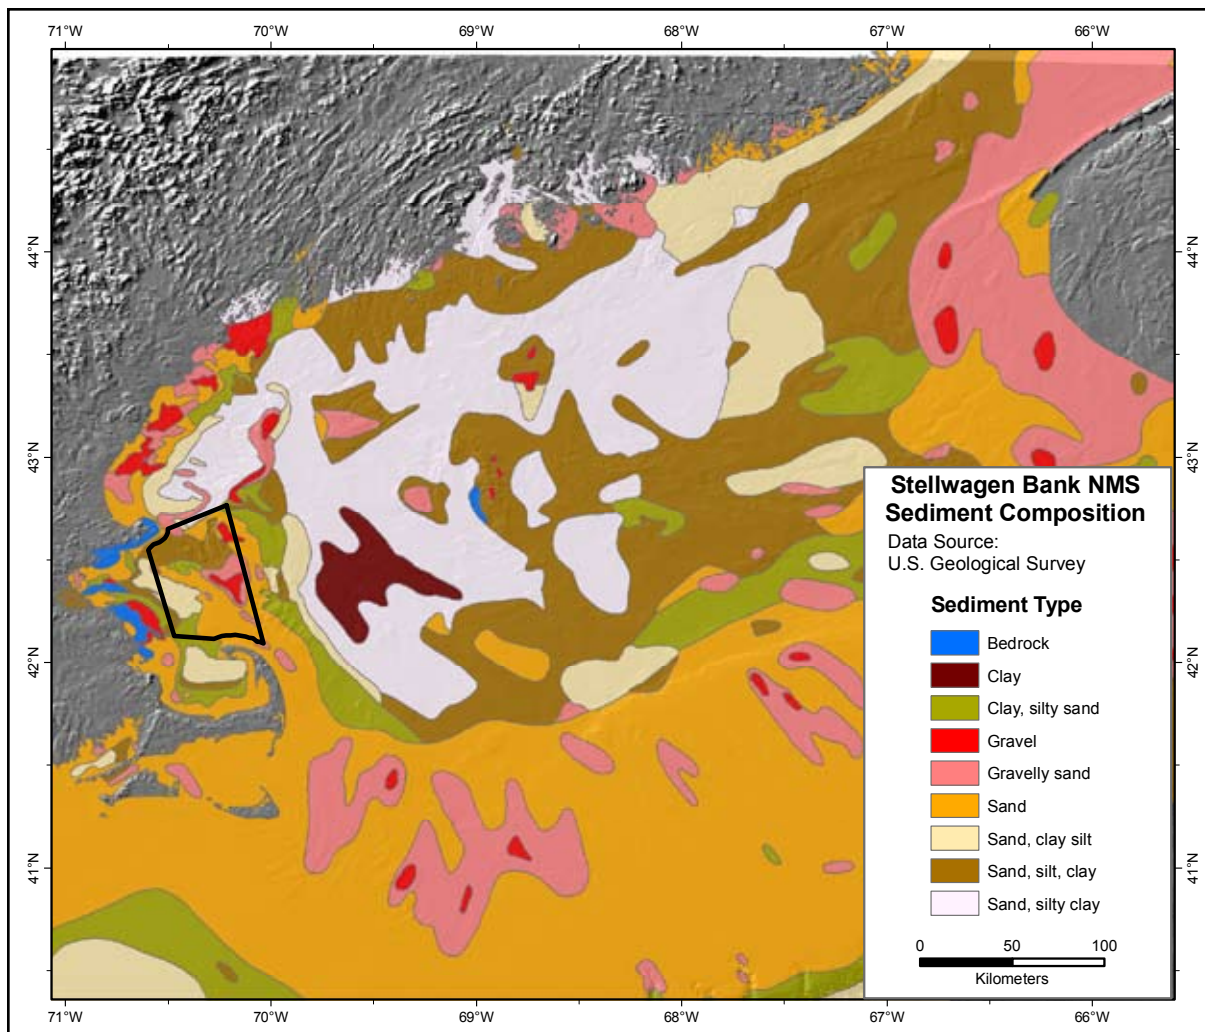 71°W 70°W 69°W 68°W 67°W 66°W
44°N 44°N
43°N 43°N
Stellwagen Bank NMS
Sediment Composition
Data Source:
U.S. Geological Survey
Sediment Type
Bedrock
Clay
Clay, silty sand
Gravel
Gravelly sand
Sand
Sand, clay silt
Sand, silt, clay
Sand, silty clay
0 50 100
Kilometers
42°N 42°N
41°N 41°N
71°W 70°W 69°W 68°W 67°W 66°W